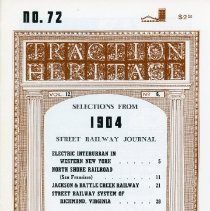 NO. 72
$2.50
TRACTION
HERITAGE
VOL. 12 NO. 6,
SELECTIONS FROM
1904
STREET RAILWAY JOURNAL
ELECTRIC INTERURBAN IN
WESTERN NEW YORK . . . . . 5
NORTH SHORE RAILROAD
(San Francisco) . . . . . 11
JACKSON & BATTLE CREEK RAILWAY . 21
STREET RAILWAY SYSTEM OF
RICHMOND, VIRGINIA . . . . . 28